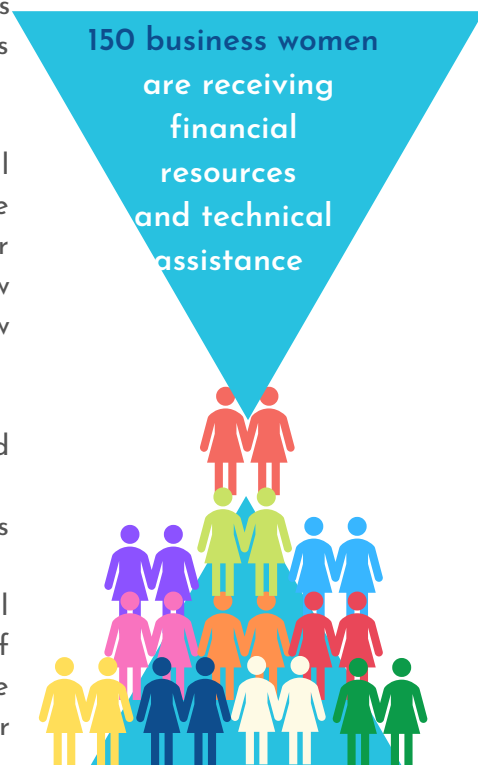 150 business women
are receiving
financial
resources
and technical
assistance